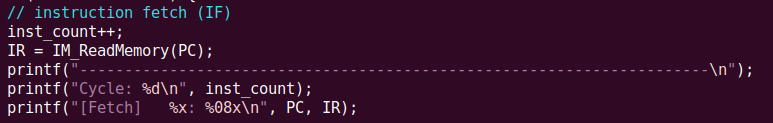 // instruction fetch (IF)
inst_count++;
IR = IM_ReadMemory(PC);
printf("----------------------------------------------------------------------\n");
printf("Cycle: %d\n", inst_count);
printf("[Fetch]   %x: %08x\n", PC, IR);